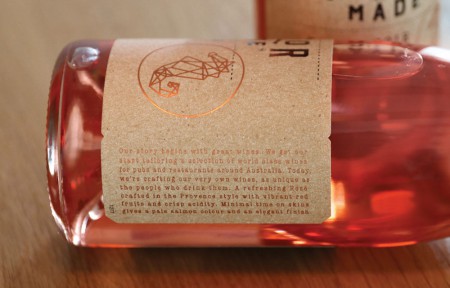 MADE
OR
E
Our story begins with great wines. We got our
start tailoring a selection of world class wines
for pubs and restaurants around Australia. Today,
we're crafting our very own wines, as unique as
the people who drink them. A refreshing Rosé
crafted in the Provence style with vibrant red
fruits and crisp acidity. Minimal time on skins
gives a pale salmon colour and an elegant finish